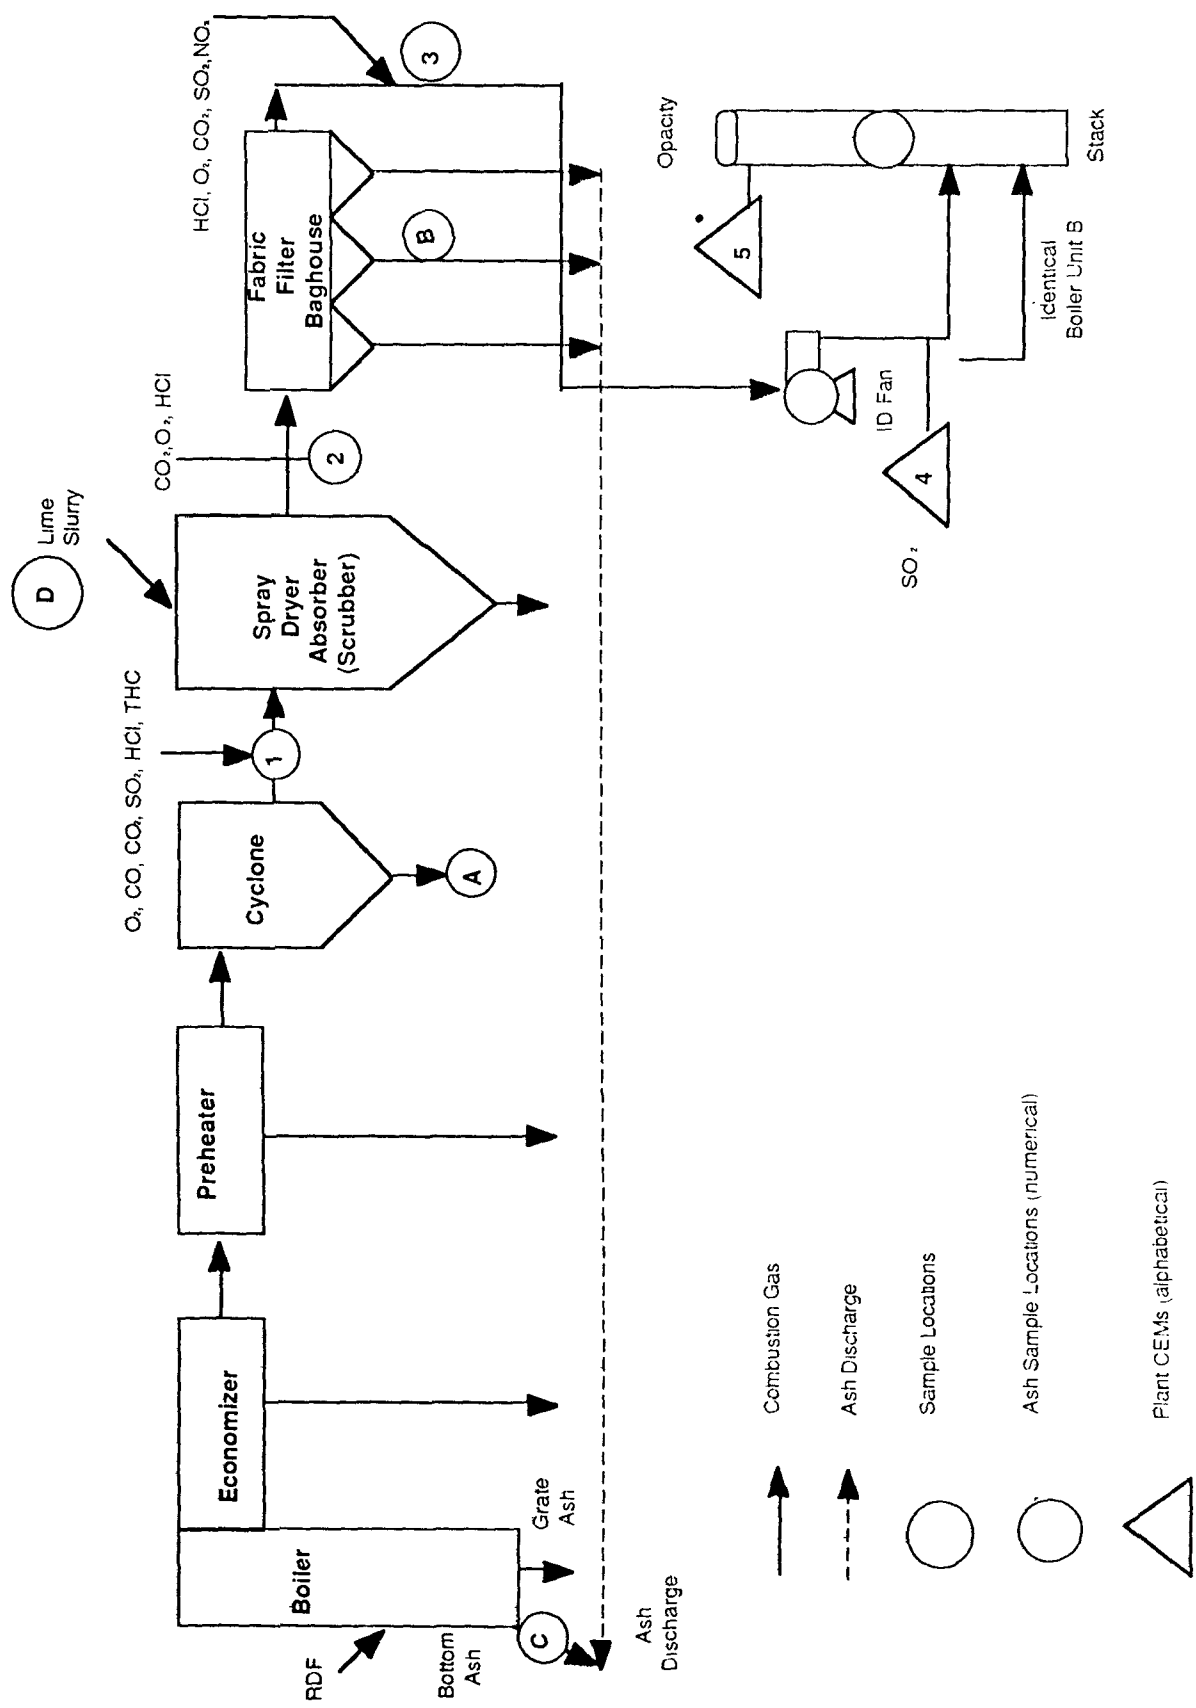 RDF
Boiler
Bottom
Ash
C
Grate
Ash
Ash
Discharge
Economizer
Preheater
Cyclone
A
O₂, CO, CO₂, SO₂, HCl, THC
1
D
Lime
Slurry
Spray
Dryer
Absorber
(Scrubber)
CO₂,O₂, HCl
2
Fabric
Filter
Baghouse
B
HCl, O₂, CO₂, SO₂,NOₓ
3
ID Fan
SO₂
4
5
Opacity
Stack
Identical
Boiler Unit B
Combustion Gas
Ash Discharge
Sample Locations
Ash Sample Locations (numerical)
Plant CEMs (alphabetical)